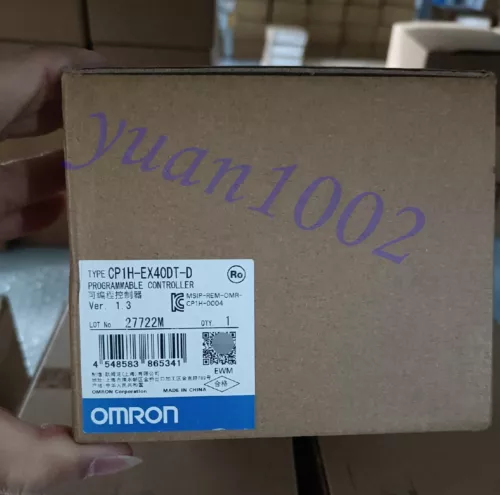 yuan1002
TYPE CP1H-EX40DT-D
PROGRAMMABLE CONTROLLER
可编程控制器
Ver. 1.3
Ro
MSIP-REM-OMR-
CP1H-0004
LOT No. 27722M QTY. 1
4 548583 865341
EWM
合格
OMRON Corporation MADE IN CHINA
OMRON